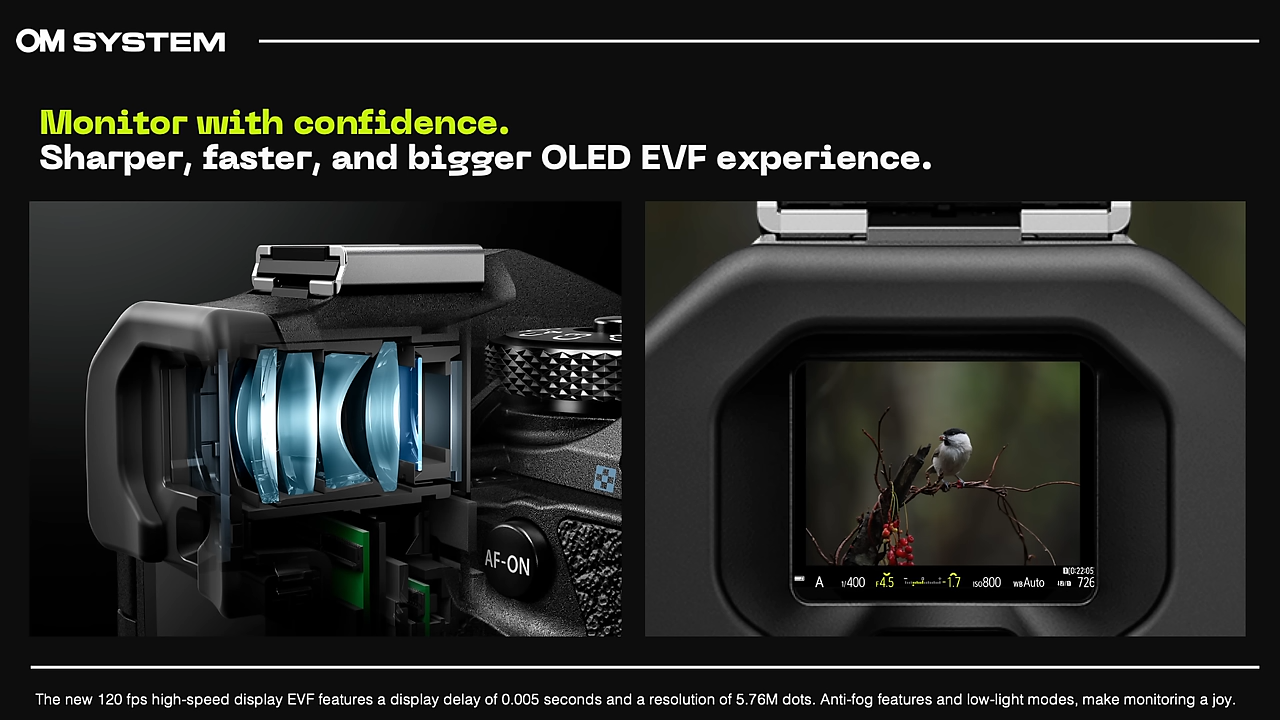 OM SYSTEM
Monitor with confidence.
Sharper, faster, and bigger OLED EVF experience.
AF-ON
0:22:05
A 1/400 F4.5 -1.7 ISO800 WB Auto 726
The new 120 fps high-speed display EVF features a display delay of 0.005 seconds and a resolution of 5.76M dots. Anti-fog features and low-light modes, make monitoring a joy.